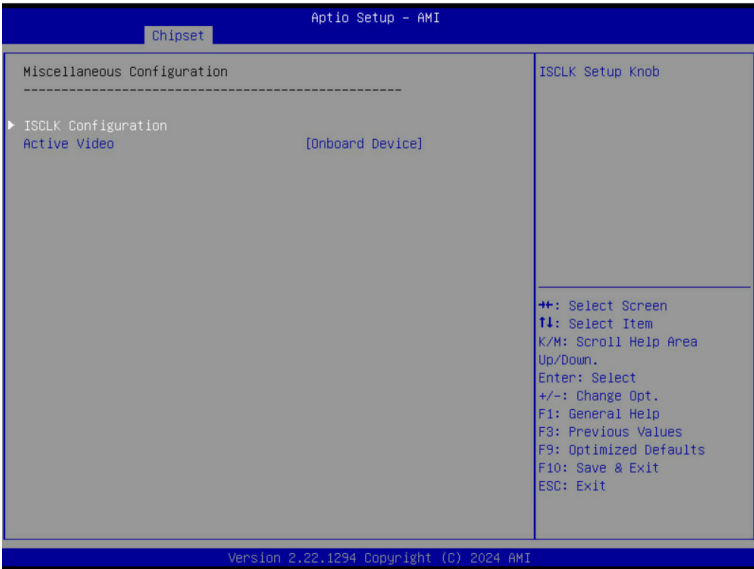 Aptio Setup – AMI
Chipset
Miscellaneous Configuration
--------------------------------------------------
ISCLK Configuration
Active Video [Onboard Device]
ISCLK Setup Knob
→←: Select Screen
↑↓: Select Item
K/M: Scroll Help Area
Up/Down.
Enter: Select
+/-: Change Opt.
F1: General Help
F3: Previous Values
F9: Optimized Defaults
F10: Save & Exit
ESC: Exit
Version 2.22.1294 Copyright (C) 2024 AMI